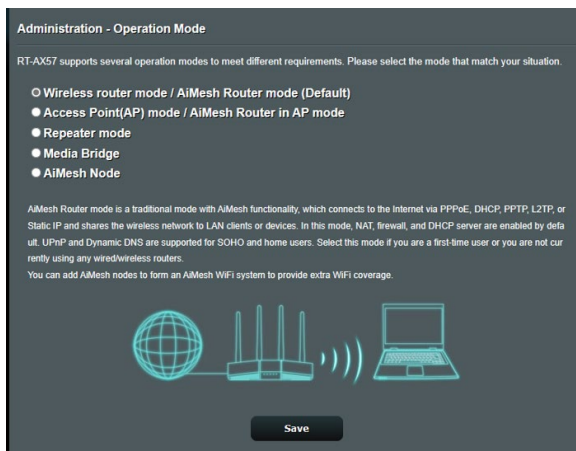 Administration - Operation Mode
RT-AX57 supports several operation modes to meet different requirements. Please select the mode that match your situation.
Wireless router mode / AiMesh Router mode (Default)
Access Point(AP) mode / AiMesh Router in AP mode
Repeater mode
Media Bridge
AiMesh Node
AiMesh Router mode is a traditional mode with AiMesh functionality, which connects to the Internet via PPPoE, DHCP, PPTP, L2TP, or
Static IP and shares the wireless network to LAN clients or devices. In this mode, NAT, firewall, and DHCP server are enabled by defa
ult. UPnP and Dynamic DNS are supported for SOHO and home users. Select this mode if you are a first-time user or you are not cur
rently using any wired/wireless routers.
You can add AiMesh nodes to form an AiMesh WiFi system to provide extra WiFi coverage.
Save